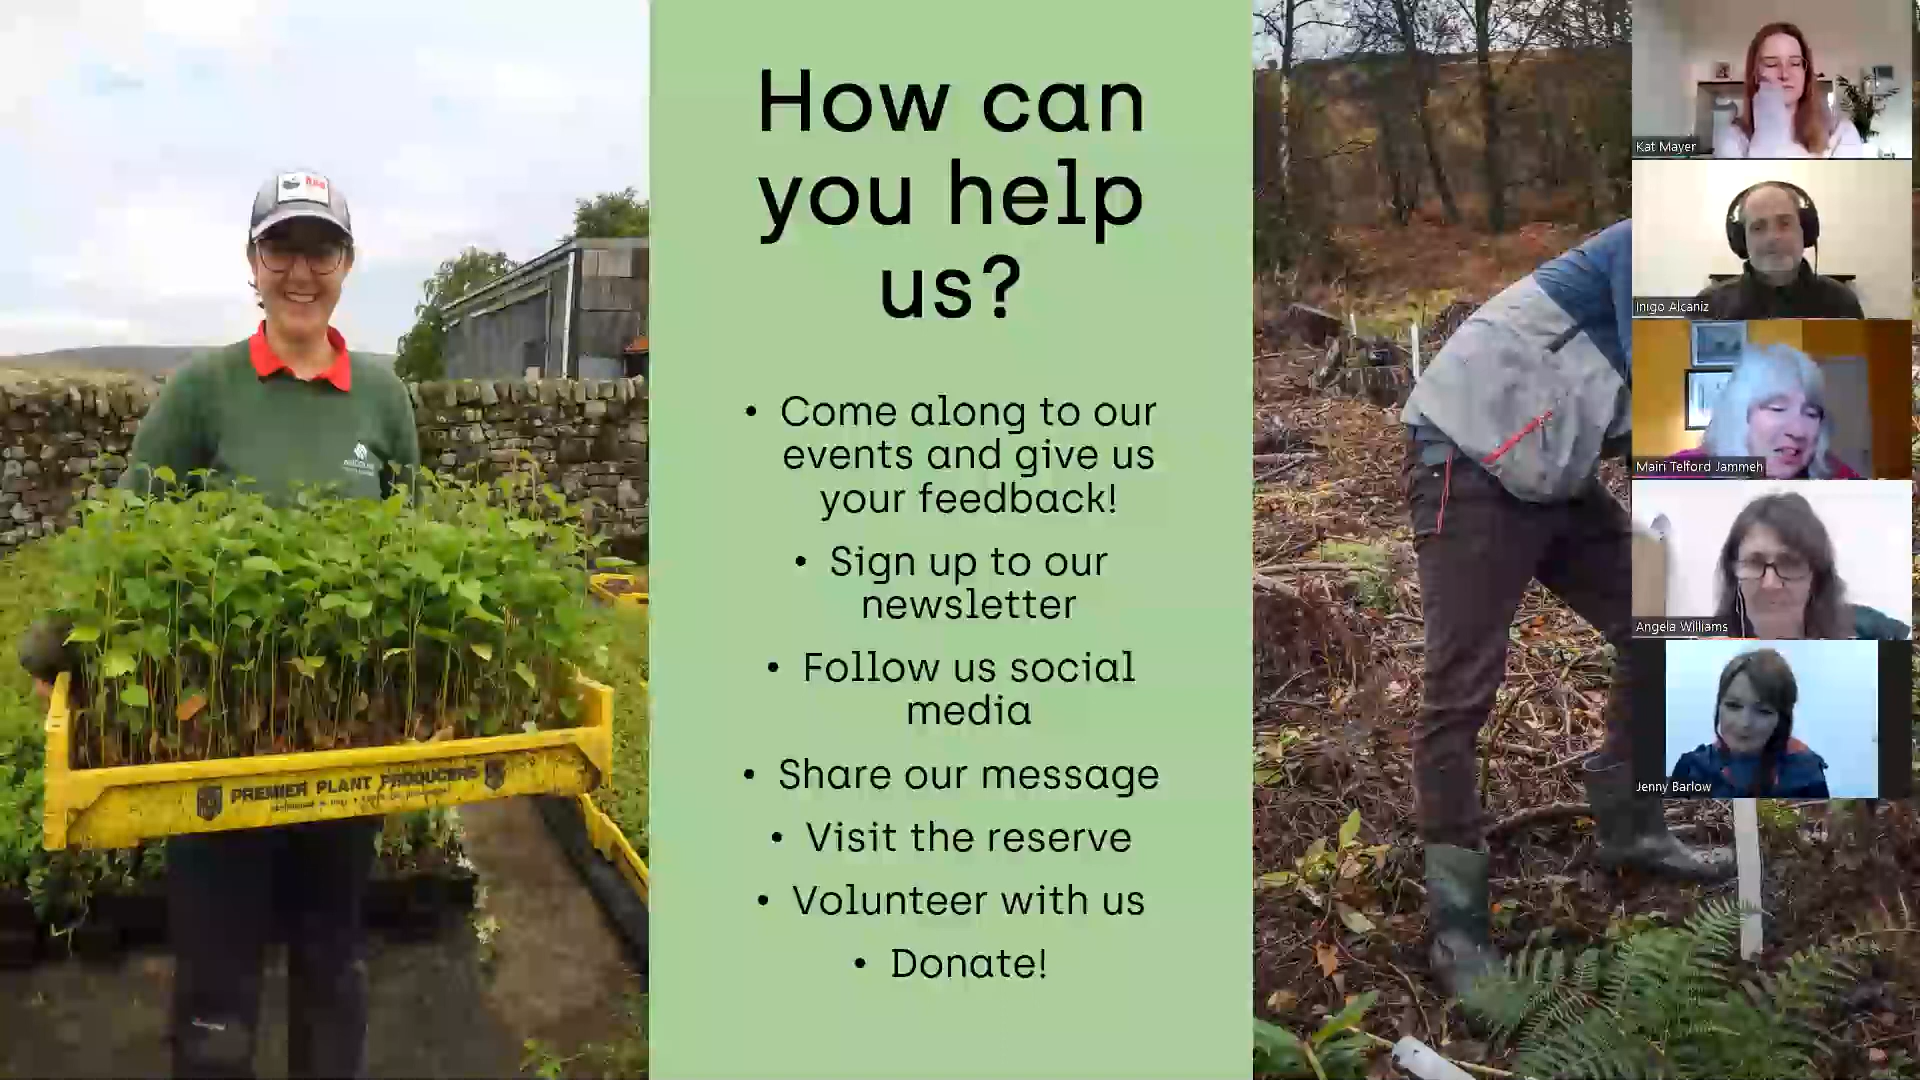 How can
you help
us?
• Come along to our
events and give us
your feedback!
• Sign up to our
newsletter
• Follow us social
media
• Share our message
• Visit the reserve
• Volunteer with us
• Donate!
PREMIER PLANT PRODUCERS
Kat Mayer
Inigo Alcaniz
Mairi Telford Jammeh
Angela Williams
Jenny Barlow